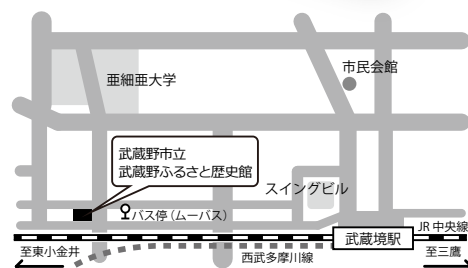 亜細亜大学
市民会館
武蔵野市立
武蔵野ふるさと歴史館
スイングビル
バス停（ムーバス）
JR 中央線
武蔵境駅
至東小金井
西武多摩川線
至三鷹